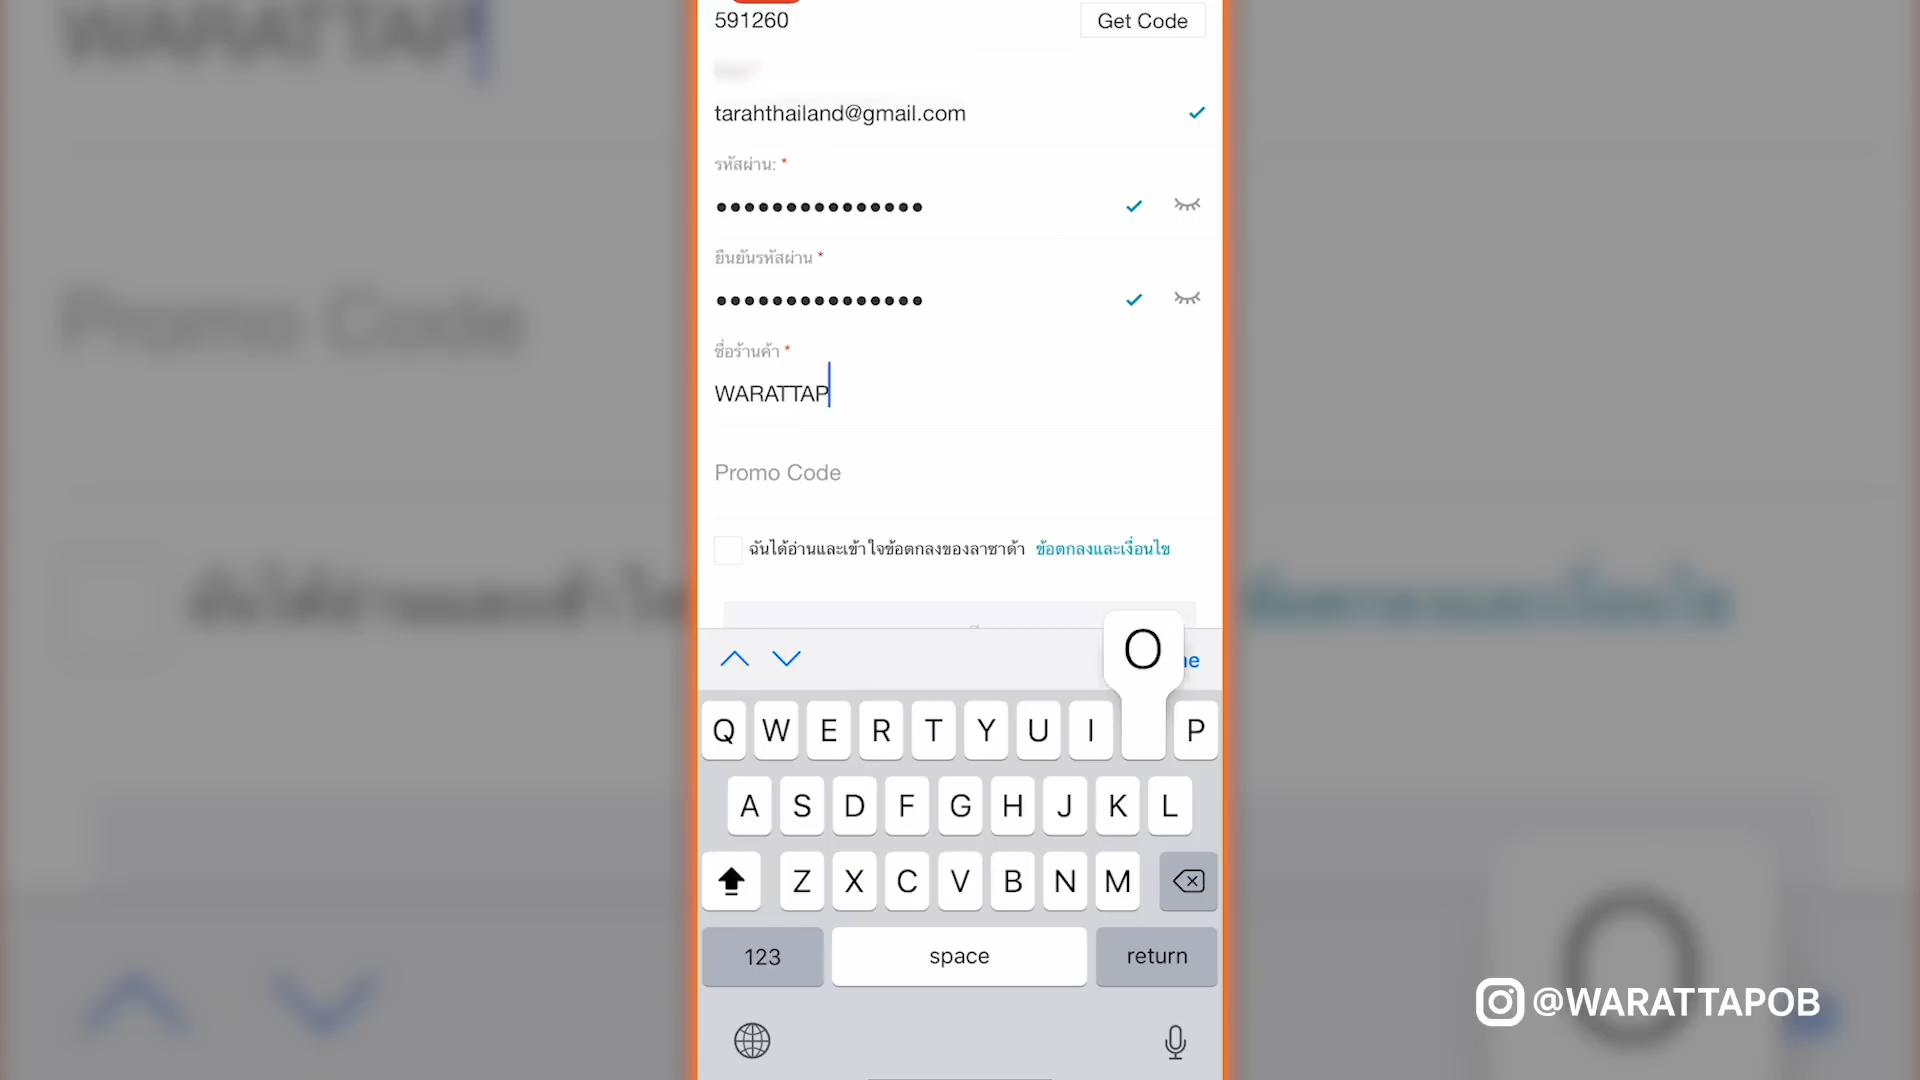 591260
Get Code
tarahthailand@gmail.com
รหัสผ่าน: *
ยืนยันรหัสผ่าน *
ชื่อร้านค้า *
WARATTAP
Promo Code
ฉันได้อ่านและเข้าใจข้อตกลงของลาซาด้า ข้อตกลงและเงื่อนไข
O
ne
Q W E R T Y U I P
A S D F G H J K L
Z X C V B N M
123 space return
@WARATTAPOB